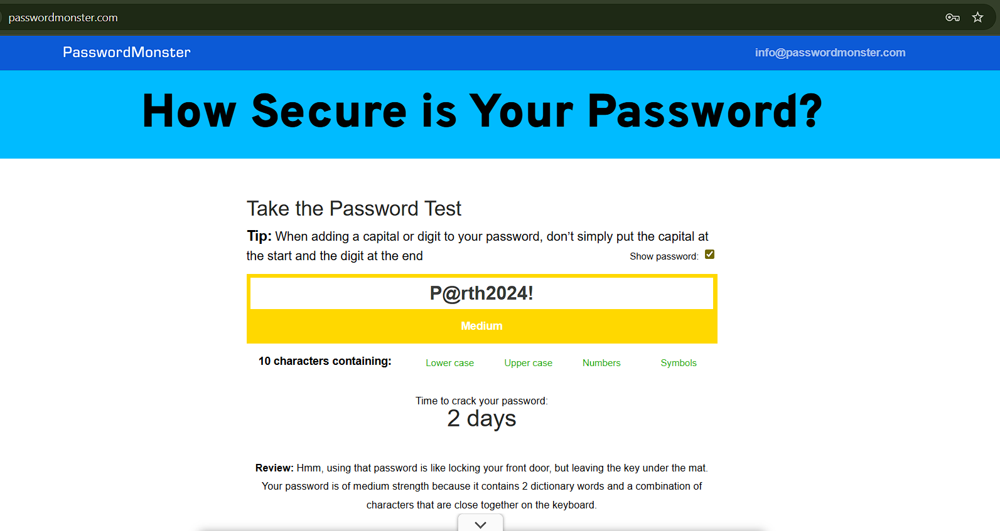 passwordmonster.com
PasswordMonster
info@passwordmonster.com
How Secure is Your Password?
Take the Password Test
Tip: When adding a capital or digit to your password, don’t simply put the capital at
the start and the digit at the end
Show password:
P@rth2024!
Medium
10 characters containing:
Lower case
Upper case
Numbers
Symbols
Time to crack your password:
2 days
Review: Hmm, using that password is like locking your front door, but leaving the key under the mat.
Your password is of medium strength because it contains 2 dictionary words and a combination of
characters that are close together on the keyboard.